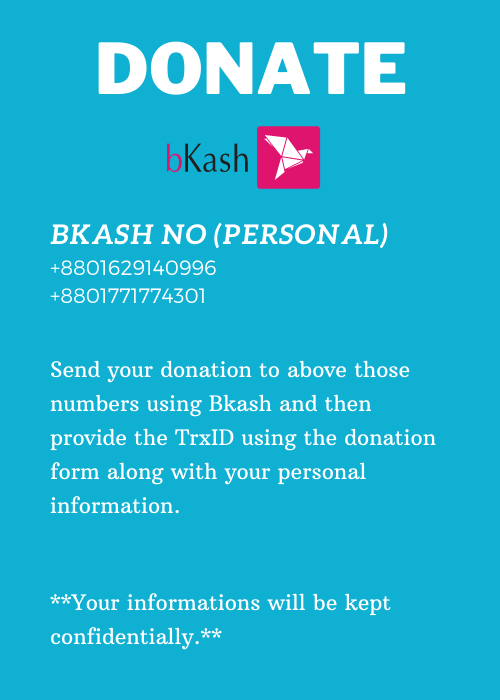 DONATE
bKash
BKASH NO (PERSONAL)
+8801629140996
+8801771774301
Send your donation to above those
numbers using Bkash and then
provide the TrxID using the donation
form along with your personal
information.
**Your informations will be kept
confidentially.**